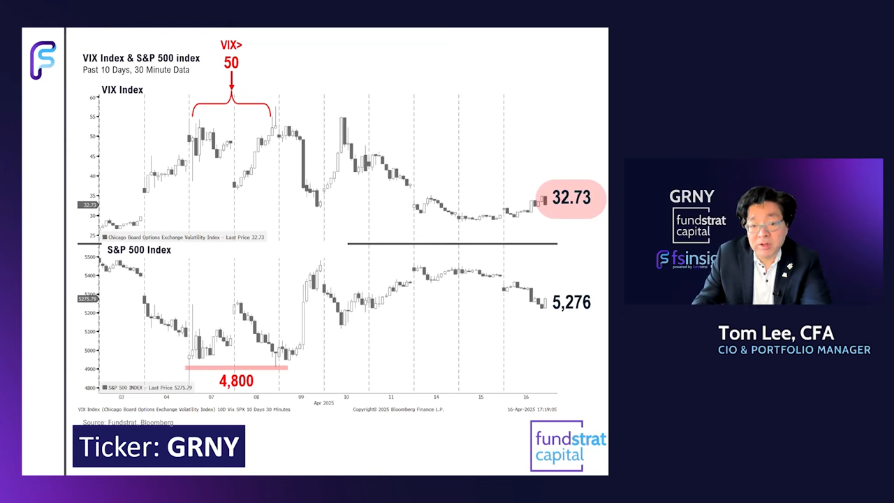 VIX>
50
VIX Index & S&P 500 index
Past 10 Days, 30 Minute Data
VIX Index
60
55
50
45
40
35
32.73
30
25
32.73
Chicago Board Options Exchange Volatility Index - Last Price 32.73
S&P 500 Index
5500
5400
5300
5275.70
5200
5100
5000
4900
4800
5,276
4,800
S&P 500 INDEX - Last Price 5275.70
03 04 07 08 09 10 11 14 15 16
Apr 2025
VIX Index (Chicago Board Options Exchange Volatility Index) 10D Vix SPX 10 Days 30 Minutes
Copyright© 2025 Bloomberg Finance L.P.
16-Apr-2025 17:19:05
Source: Fundstrat, Bloomberg
Ticker: GRNY
fundstrat
capital
GRNY
fundstrat
capital
fsinsig
powered by
Tom Lee, CFA
CIO & PORTFOLIO MANAGER